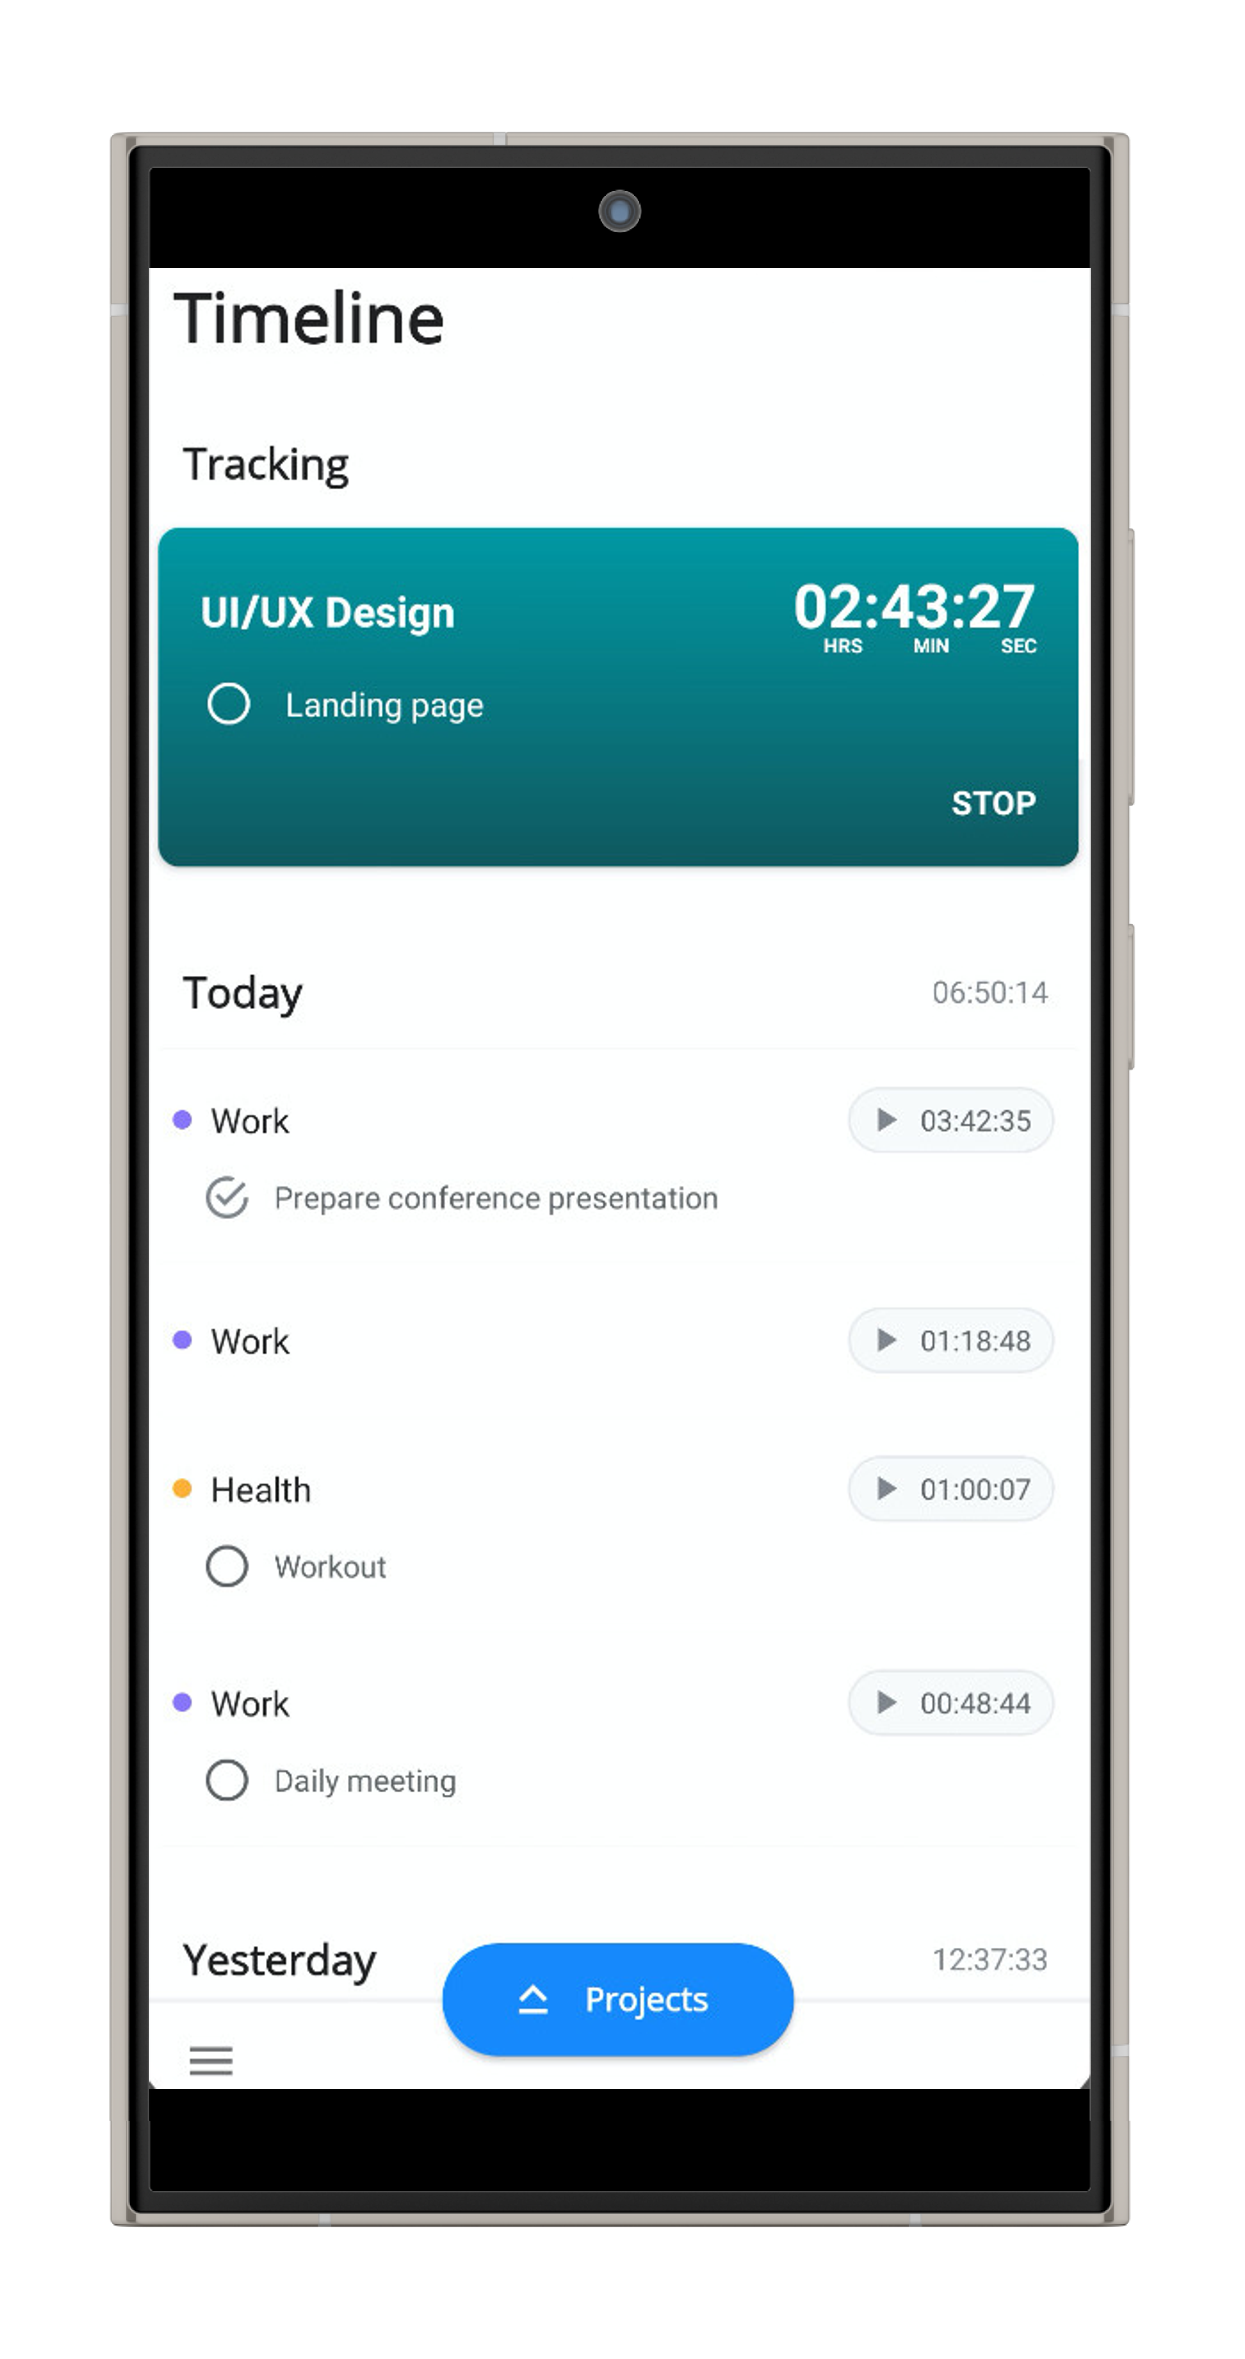 Timeline
Tracking
UI/UX Design 02:43:27
HRS MIN SEC
Landing page
STOP
Today 06:50:14
Work 03:42:35
Prepare conference presentation
Work 01:18:48
Health 01:00:07
Workout
Work 00:48:44
Daily meeting
Yesterday 12:37:33
Projects